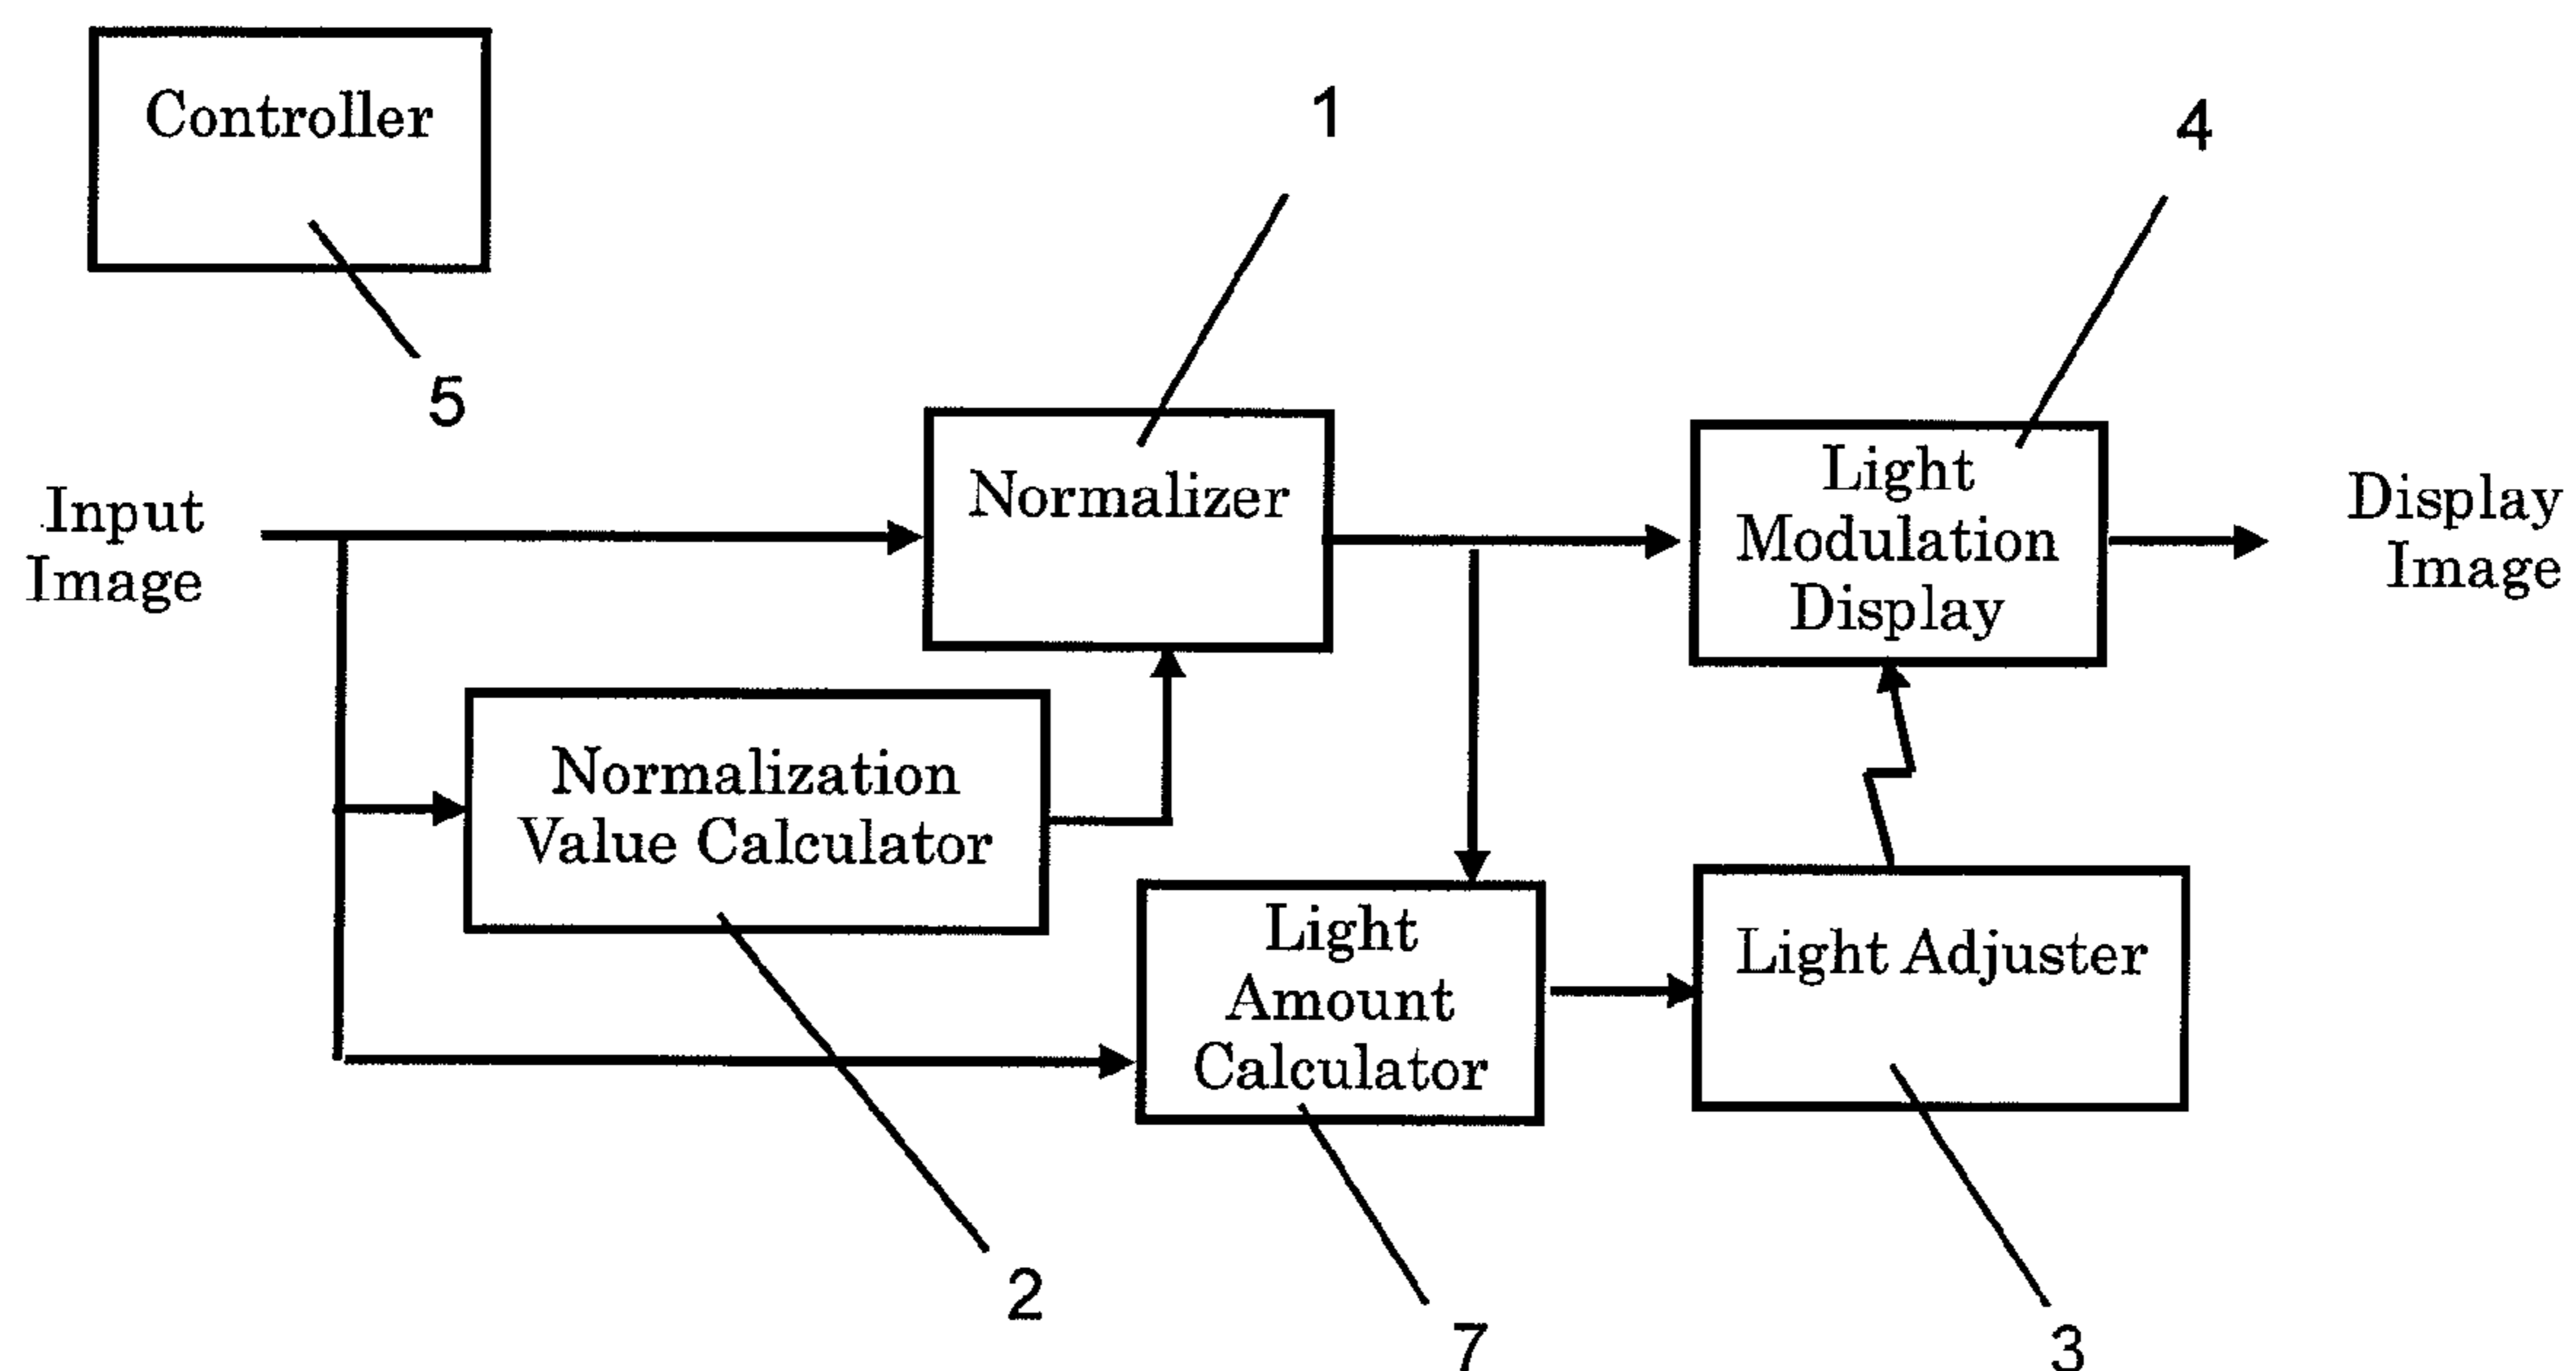 Controller
1
4
5
Input
Image
Normalizer
Light
Modulation
Display
Display
Image
Normalization
Value Calculator
Light
Amount
Calculator
Light Adjuster
2
7
3